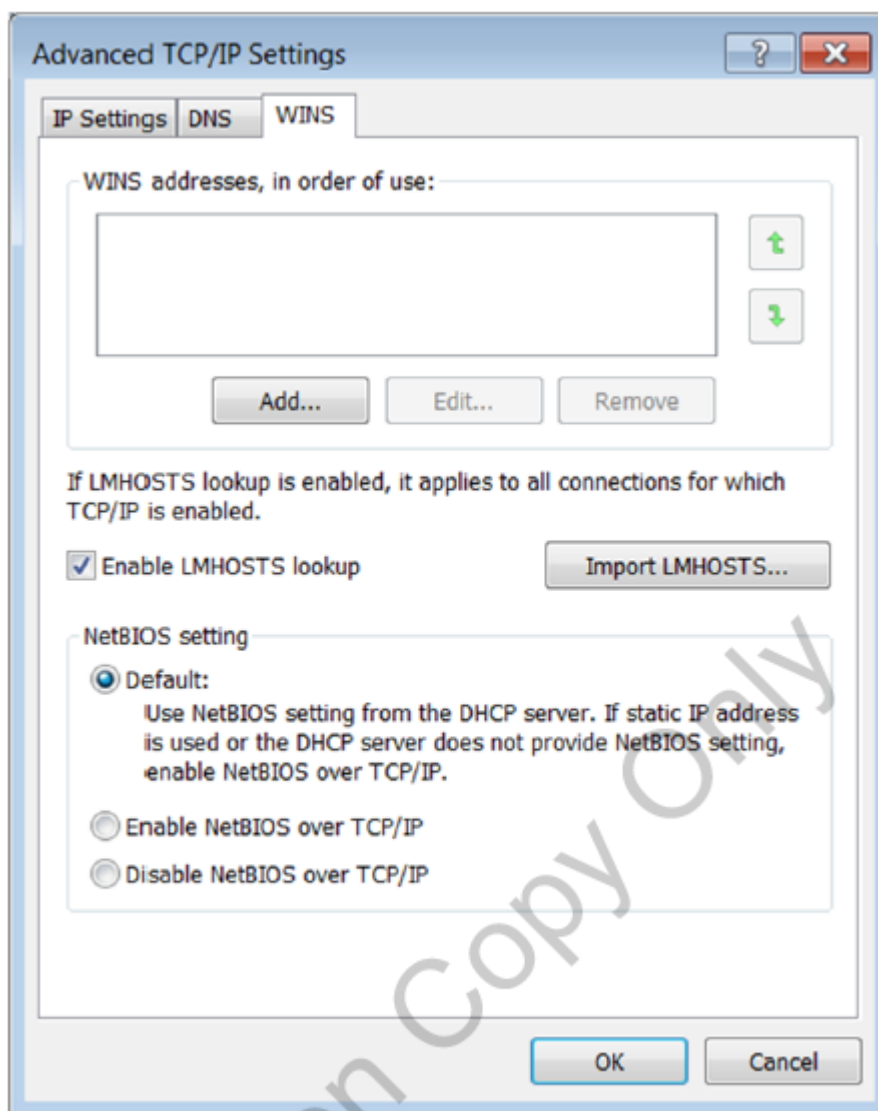 Advanced TCP/IP Settings
IP Settings DNS WINS
WINS addresses, in order of use:
Add... Edit... Remove
If LMHOSTS lookup is enabled, it applies to all connections for which
TCP/IP is enabled.
Enable LMHOSTS lookup Import LMHOSTS...
NetBIOS setting
Default:
Use NetBIOS setting from the DHCP server. If static IP address
is used or the DHCP server does not provide NetBIOS setting,
enable NetBIOS over TCP/IP.
Enable NetBIOS over TCP/IP
Disable NetBIOS over TCP/IP
OK Cancel
Copy Only